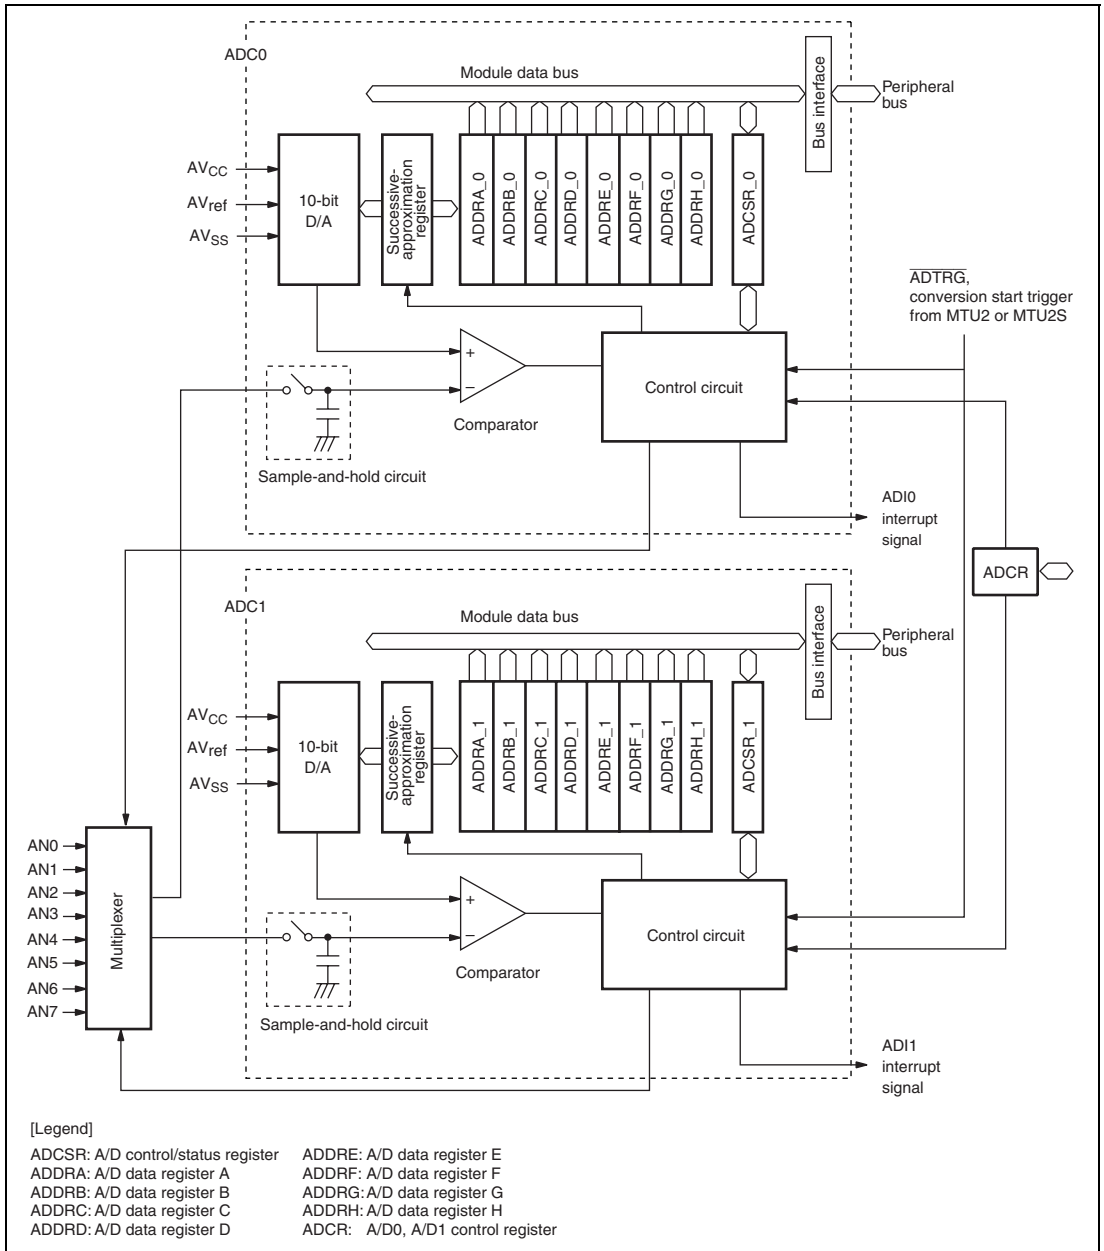 ADC0
Module data bus
Bus interface
Peripheral
bus
AVCC
AVref
AVSS
10-bit
D/A
Successive-
approximation
register
ADDRA_0
ADDRB_0
ADDRC_0
ADDRD_0
ADDRE_0
ADDRF_0
ADDRG_0
ADDRH_0
ADCSR_0
ADTRG,
conversion start trigger
from MTU2 or MTU2S
+
−
Comparator
Control circuit
Sample-and-hold circuit
ADI0
interrupt
signal
ADCR
ADC1
Module data bus
Bus interface
Peripheral
bus
AVCC
AVref
AVSS
10-bit
D/A
Successive-
approximation
register
ADDRA_1
ADDRB_1
ADDRC_1
ADDRD_1
ADDRE_1
ADDRF_1
ADDRG_1
ADDRH_1
ADCSR_1
AN0
AN1
AN2
AN3
AN4
AN5
AN6
AN7
Multiplexer
+
−
Comparator
Control circuit
Sample-and-hold circuit
ADI1
interrupt
signal
[Legend]
ADCSR: A/D control/status register
ADDRA: A/D data register A
ADDRB: A/D data register B
ADDRC: A/D data register C
ADDRD: A/D data register D
ADDRE: A/D data register E
ADDRF: A/D data register F
ADDRG: A/D data register G
ADDRH: A/D data register H
ADCR: A/D0, A/D1 control register